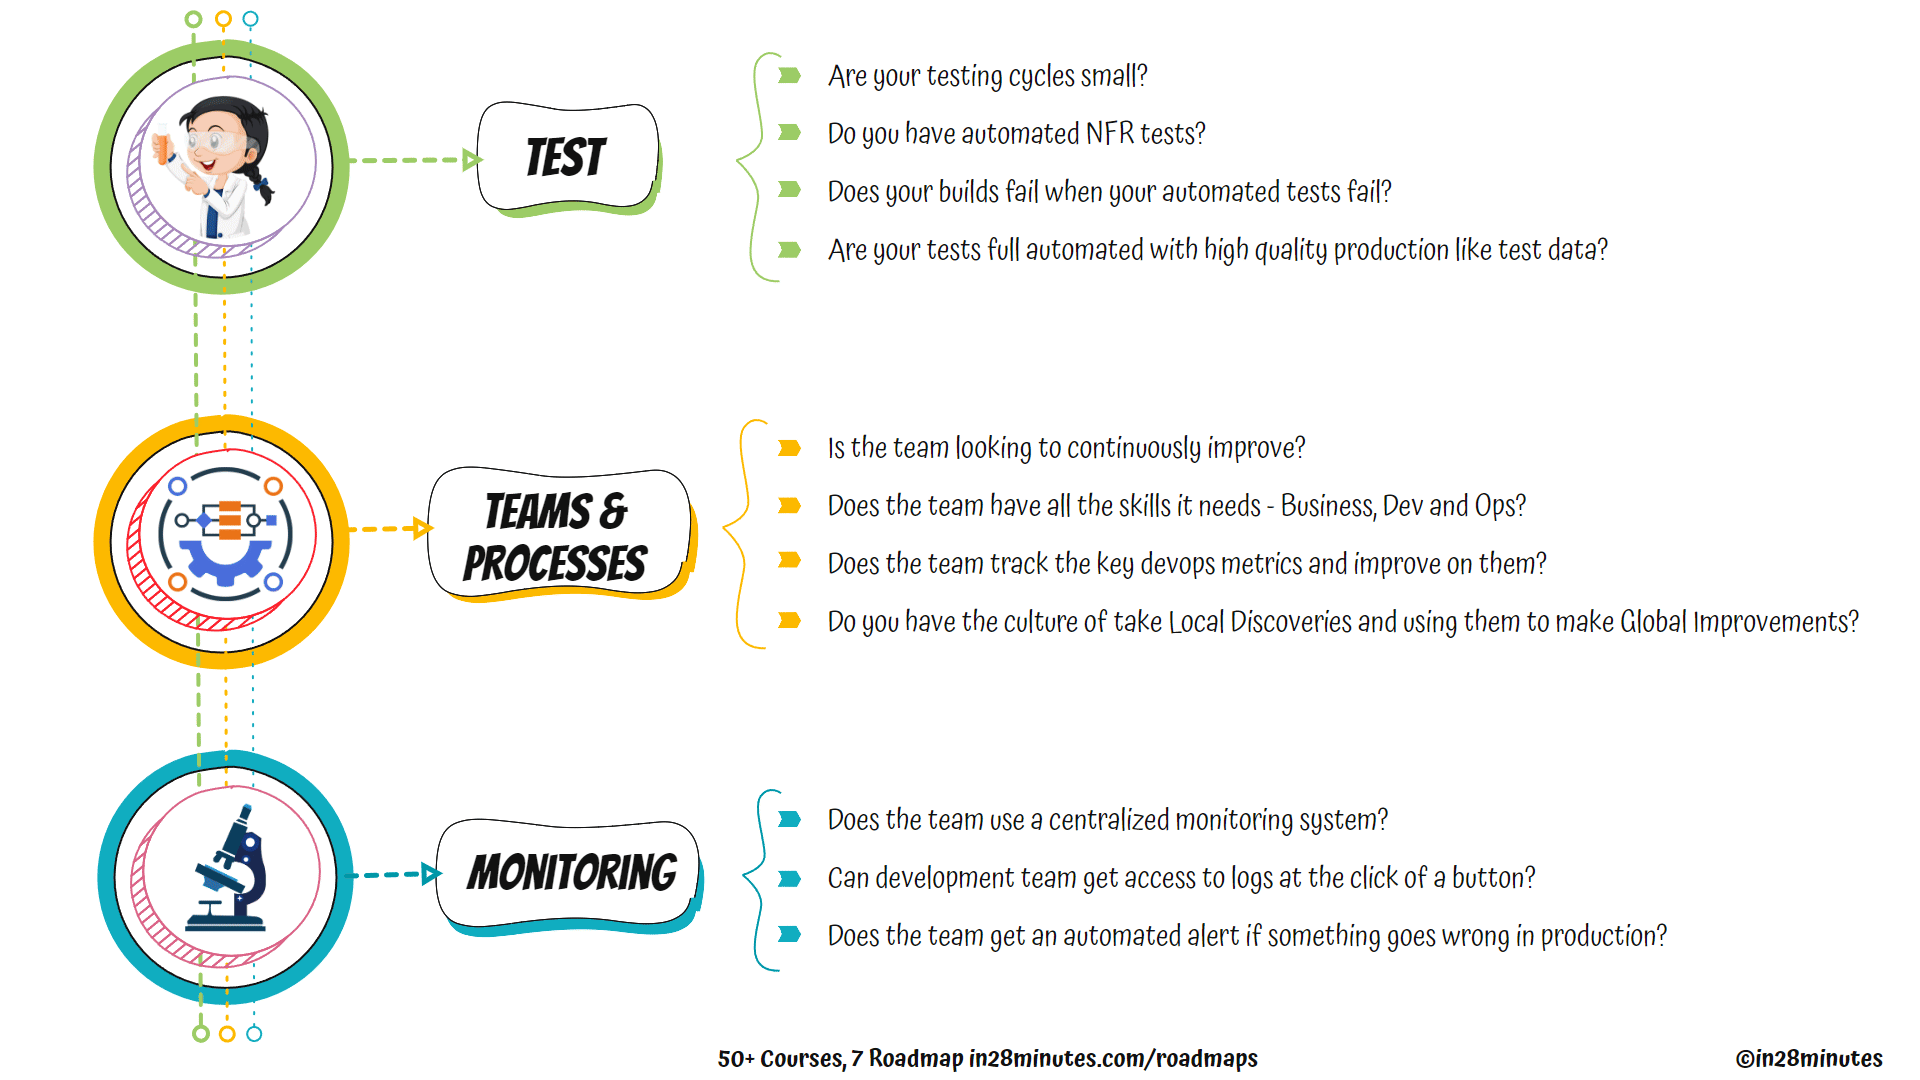 TEST
Are your testing cycles small?
Do you have automated NFR tests?
Does your builds fail when your automated tests fail?
Are your tests full automated with high quality production like test data?
TEAMS &
PROCESSES
Is the team looking to continuously improve?
Does the team have all the skills it needs - Business, Dev and Ops?
Does the team track the key devops metrics and improve on them?
Do you have the culture of take Local Discoveries and using them to make Global Improvements?
MONITORING
Does the team use a centralized monitoring system?
Can development team get access to logs at the click of a button?
Does the team get an automated alert if something goes wrong in production?
50+ Courses, 7 Roadmap in28minutes.com/roadmaps
©in28minutes